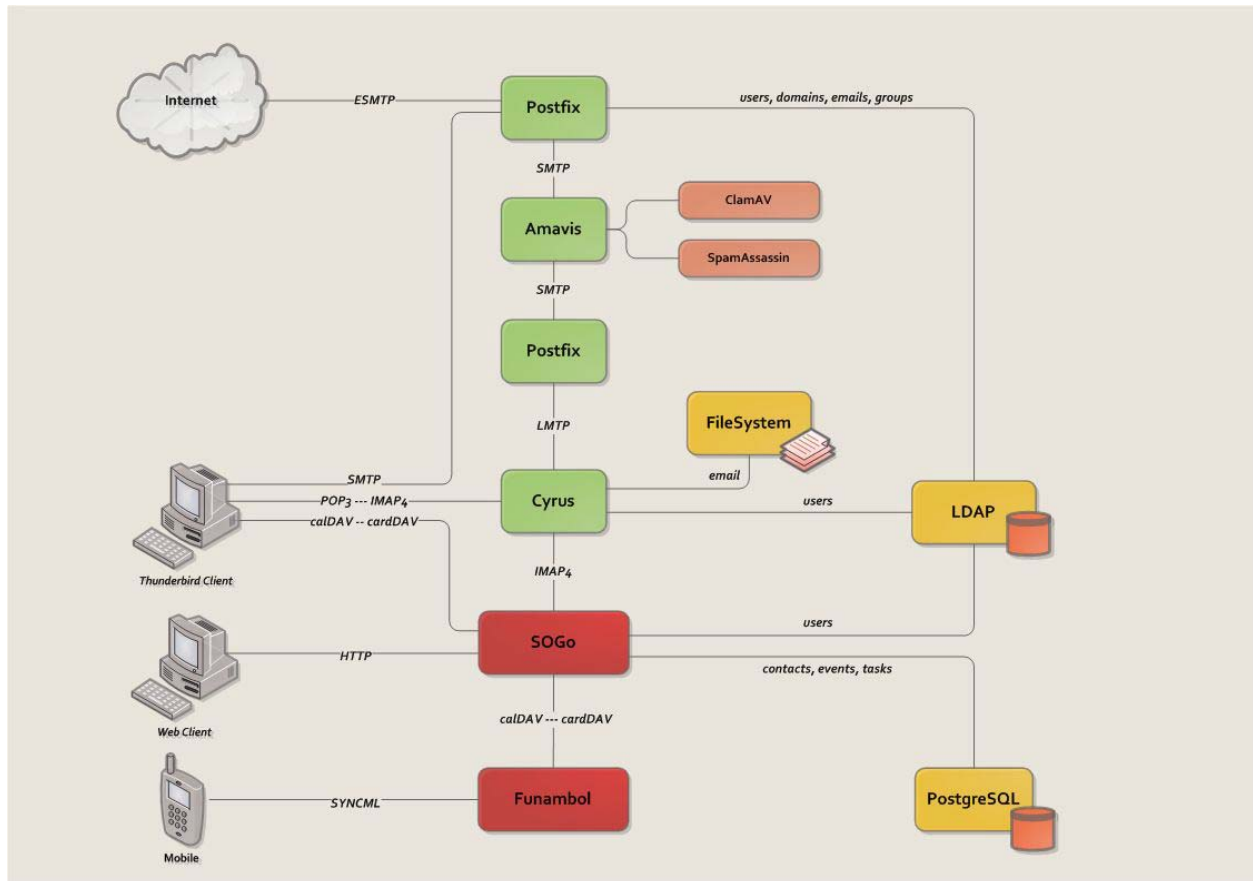 Internet
ESMTP
Postfix
users, domains, emails, groups
SMTP
ClamAV
Amavis
SpamAssassin
SMTP
Postfix
FileSystem
LMTP
email
SMTP
POP3 --- IMAP4
Cyrus
users
LDAP
calDAV -- cardDAV
Thunderbird Client
IMAP4
users
SOGo
HTTP
contacts, events, tasks
Web Client
calDAV --- cardDAV
Funambol
PostgreSQL
SYNCML
Mobile